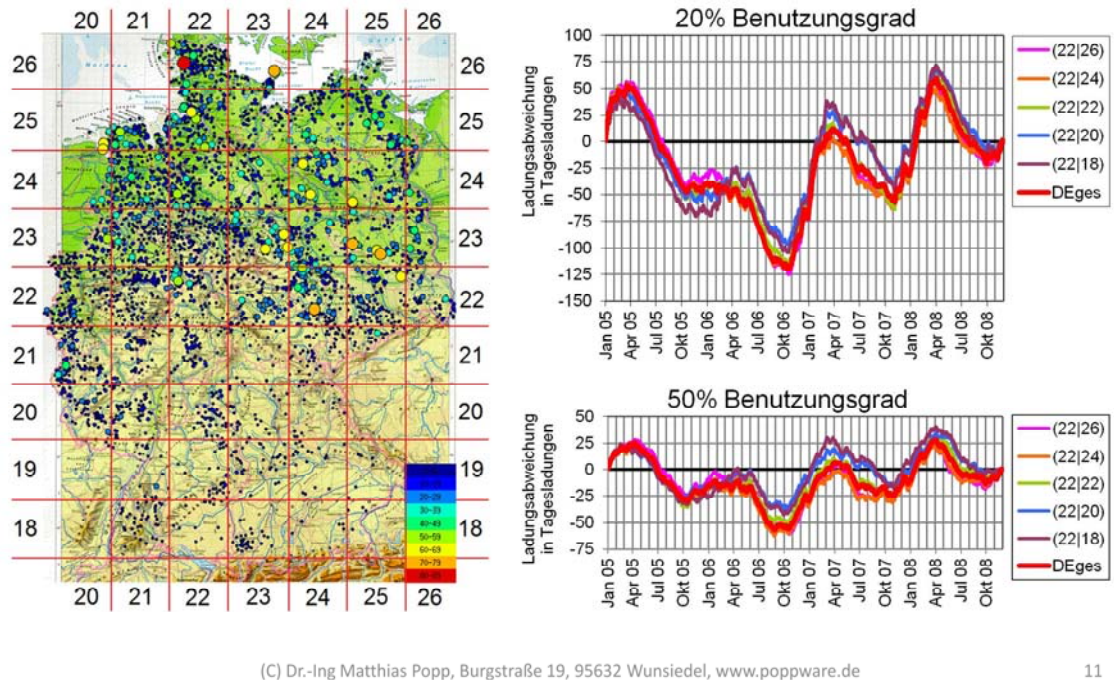 20 21 22 23 24 25 26
26 26
25 25
24 24
23 23
22 22
21 21
20 20
19 19
18 18
20-29
30-39
40-49
50-59
60-69
70-79
20 21 22 23 24 25 26
20% Benutzungsgrad
Ladungsabweichung
in Tagesladungen
100
75
50
25
0
-25
-50
-75
-100
-125
-150
Jan 05
Apr 05
Jul 05
Okt 05
Jan 06
Apr 06
Jul 06
Okt 06
Jan 07
Apr 07
Jul 07
Okt 07
Jan 08
Apr 08
Jul 08
Okt 08
(22|26)
(22|24)
(22|22)
(22|20)
(22|18)
DEges
50% Benutzungsgrad
Ladungsabweichung
in Tagesladungen
50
25
0
-25
-50
-75
Jan 05
Apr 05
Jul 05
Okt 05
Jan 06
Apr 06
Jul 06
Okt 06
Jan 07
Apr 07
Jul 07
Okt 07
Jan 08
Apr 08
Jul 08
Okt 08
(22|26)
(22|24)
(22|22)
(22|20)
(22|18)
DEges
(C) Dr.-Ing Matthias Popp, Burgstraße 19, 95632 Wunsiedel, www.poppware.de
11